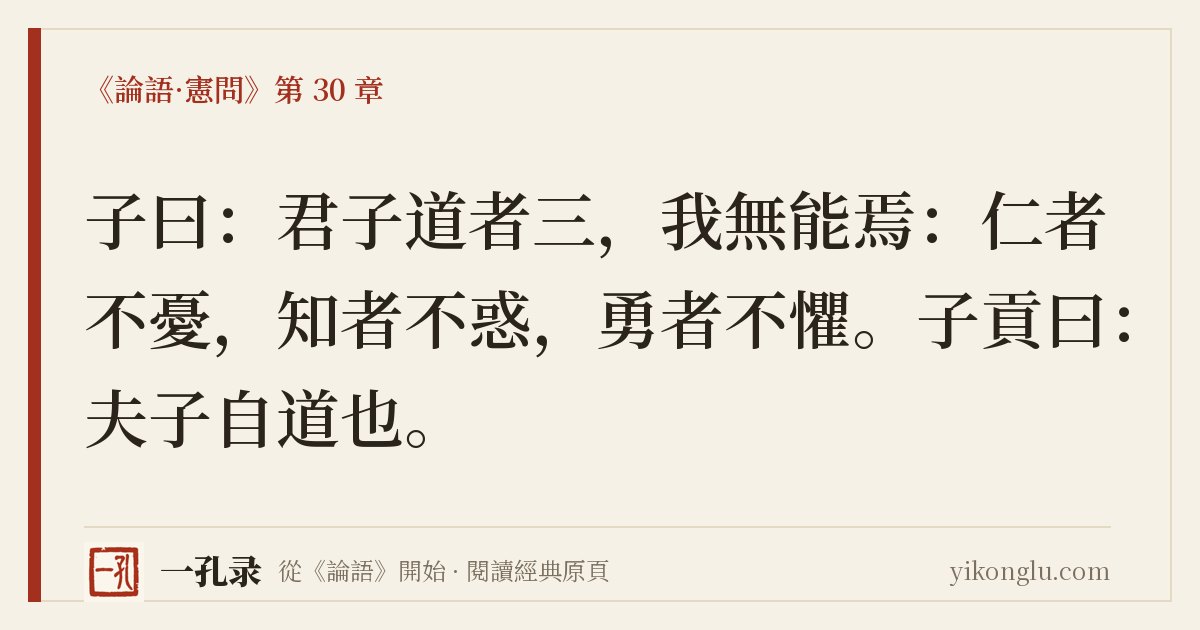 《論語·憲問》第 30 章
子曰：君子道者三，我無能焉：仁者
不憂，知者不惑，勇者不懼。子貢曰：
夫子自道也。
一孔
一孔录 從《論語》開始 · 閱讀經典原頁
yikonglu.com